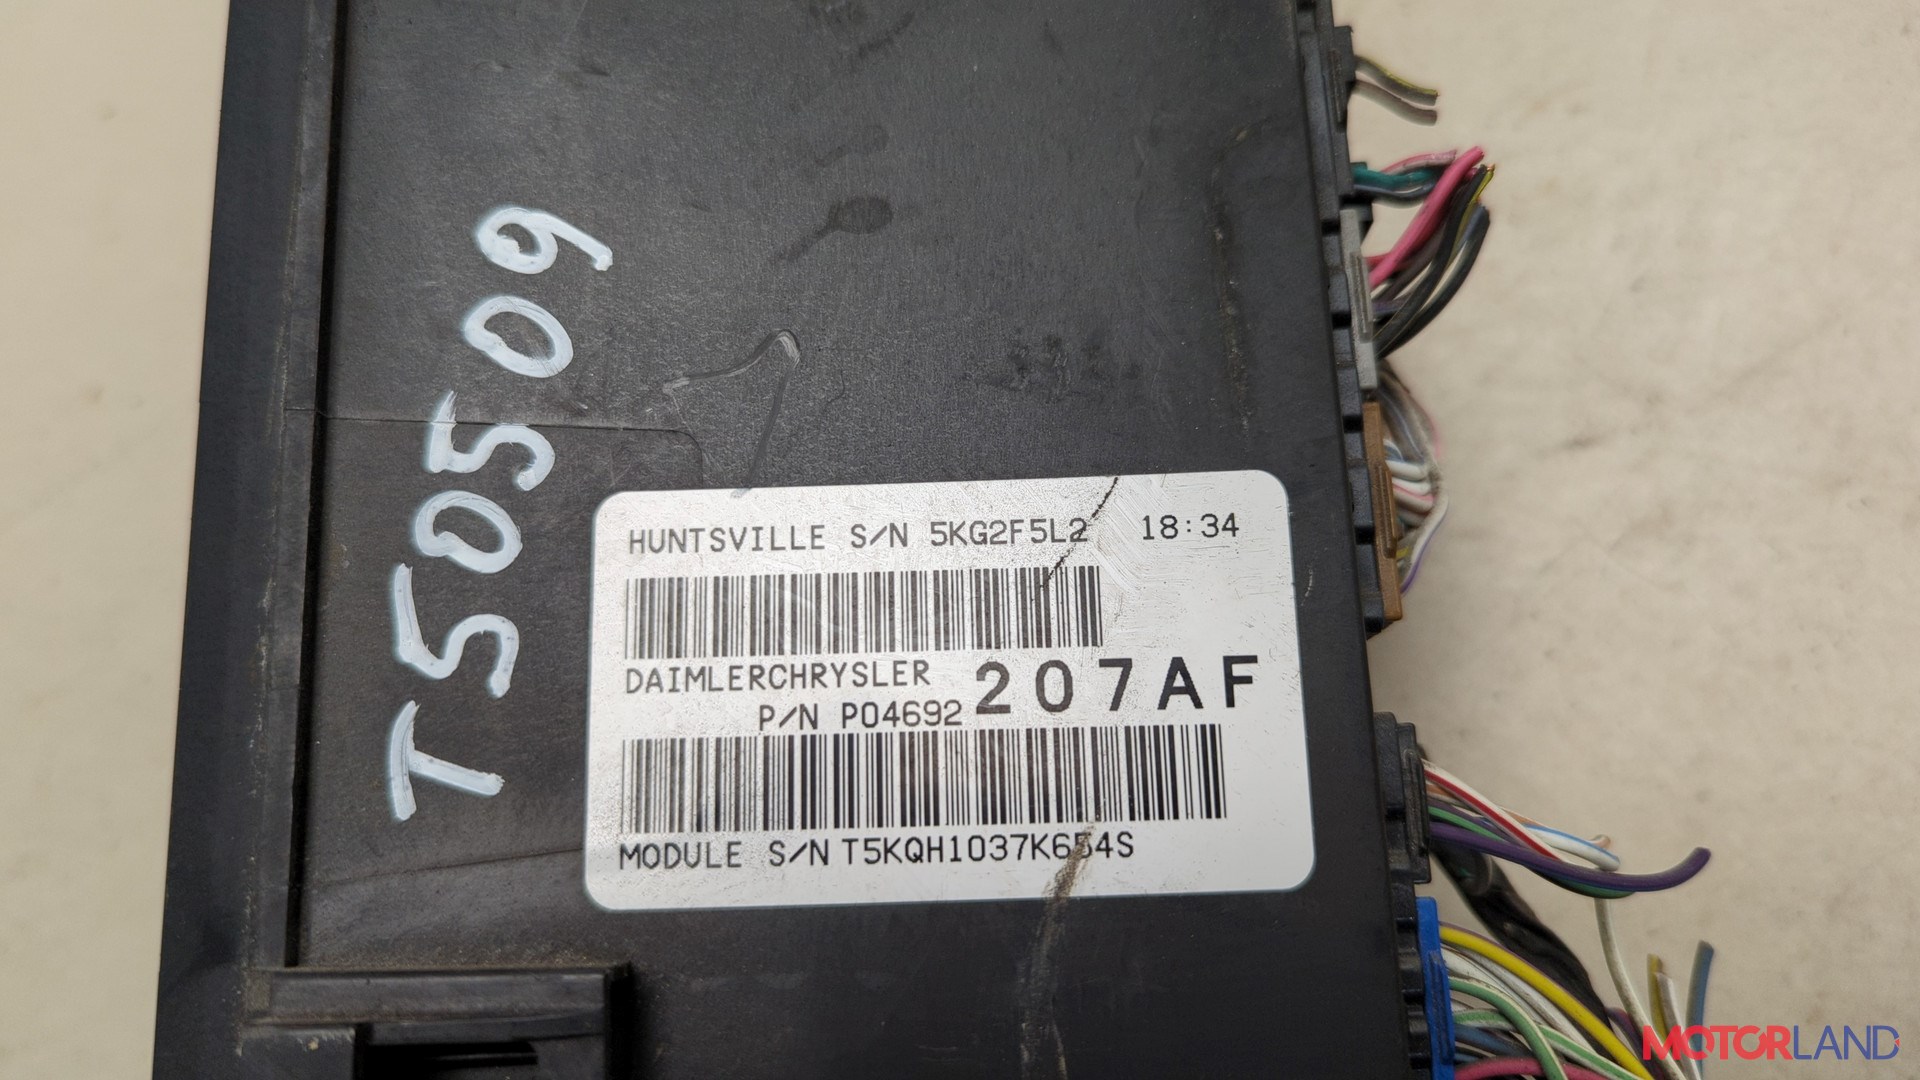 T50509
HUNTSVILLE S/N 5KG2F5L2 18:34
DAIMLERCHRYSLER
P/N P04692 207AF
MODULE S/N T5KQH1037K654S
MOTORLAND